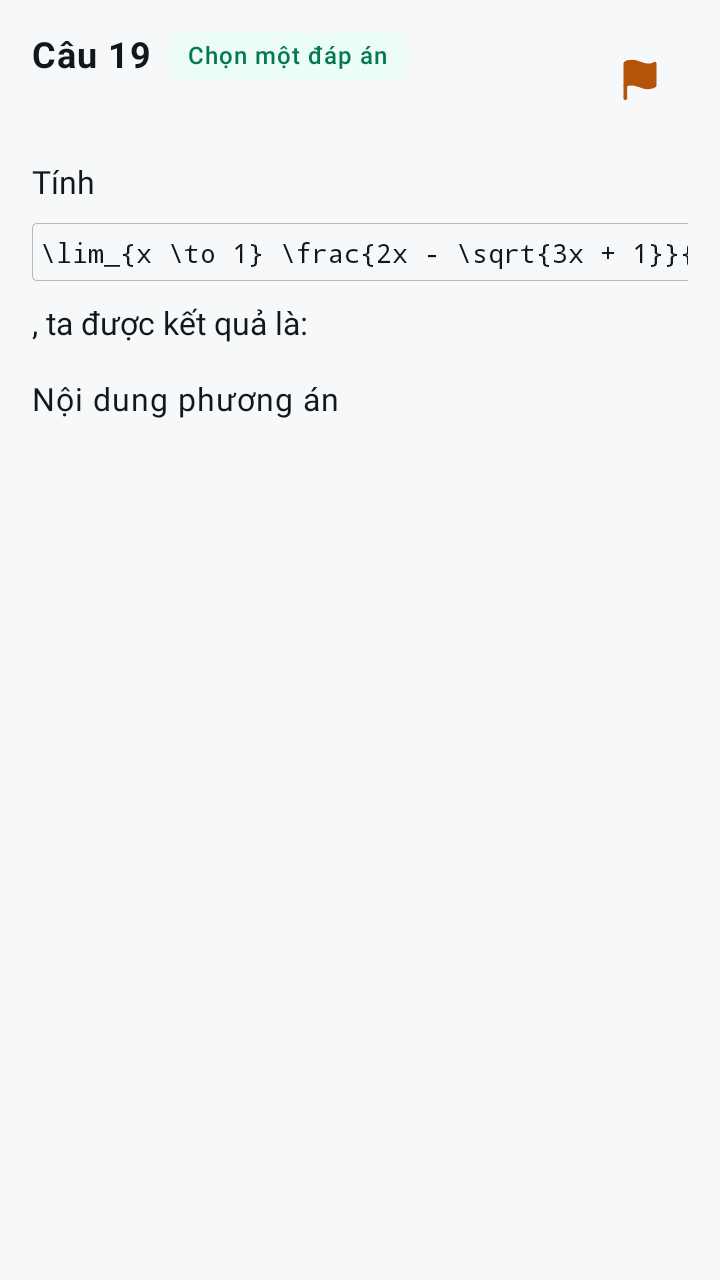 Câu 19 Chọn một đáp án
Tính
\lim_{x \to 1} \frac{2x - \sqrt{3x + 1}}{
, ta được kết quả là:
Nội dung phương án